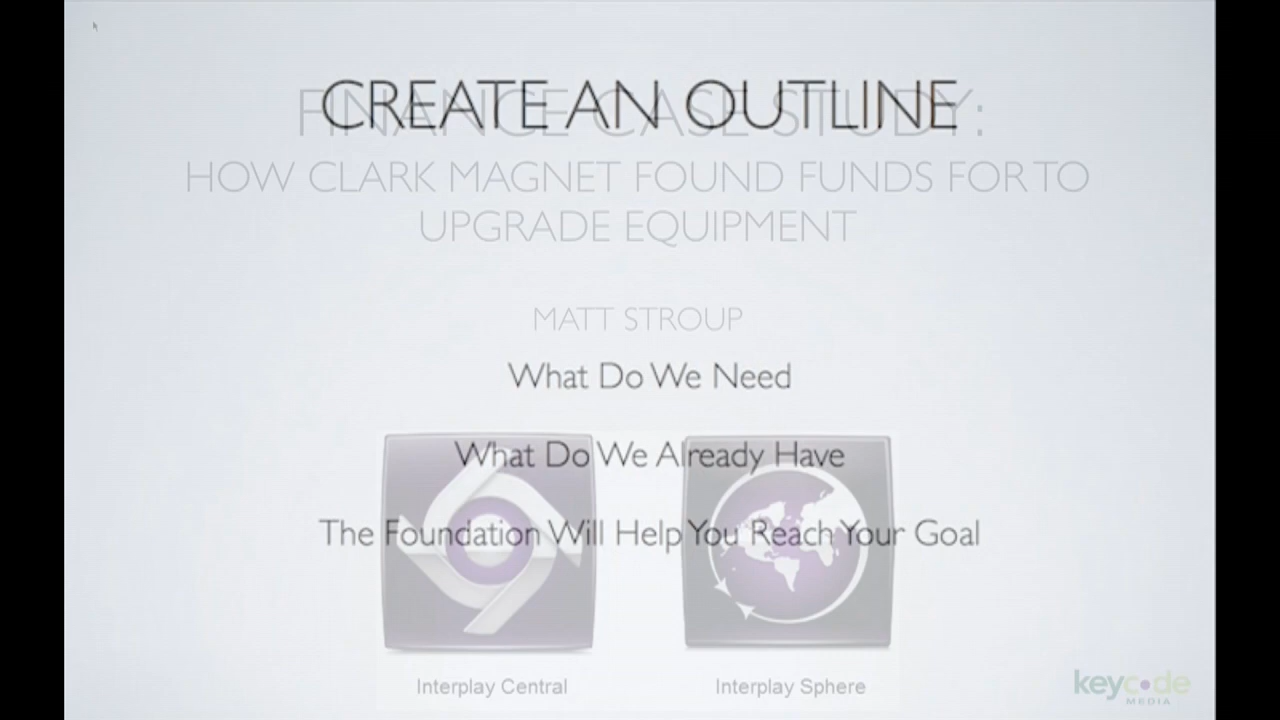 CREATE AN OUTLINE
FINANCE CASE STUDY:
HOW CLARK MAGNET FOUND FUNDS FOR TO
UPGRADE EQUIPMENT
MATT STROUP
What Do We Need
What Do We Already Have
The Foundation Will Help You Reach Your Goal
Interplay Central
Interplay Sphere
keycode
MEDIA